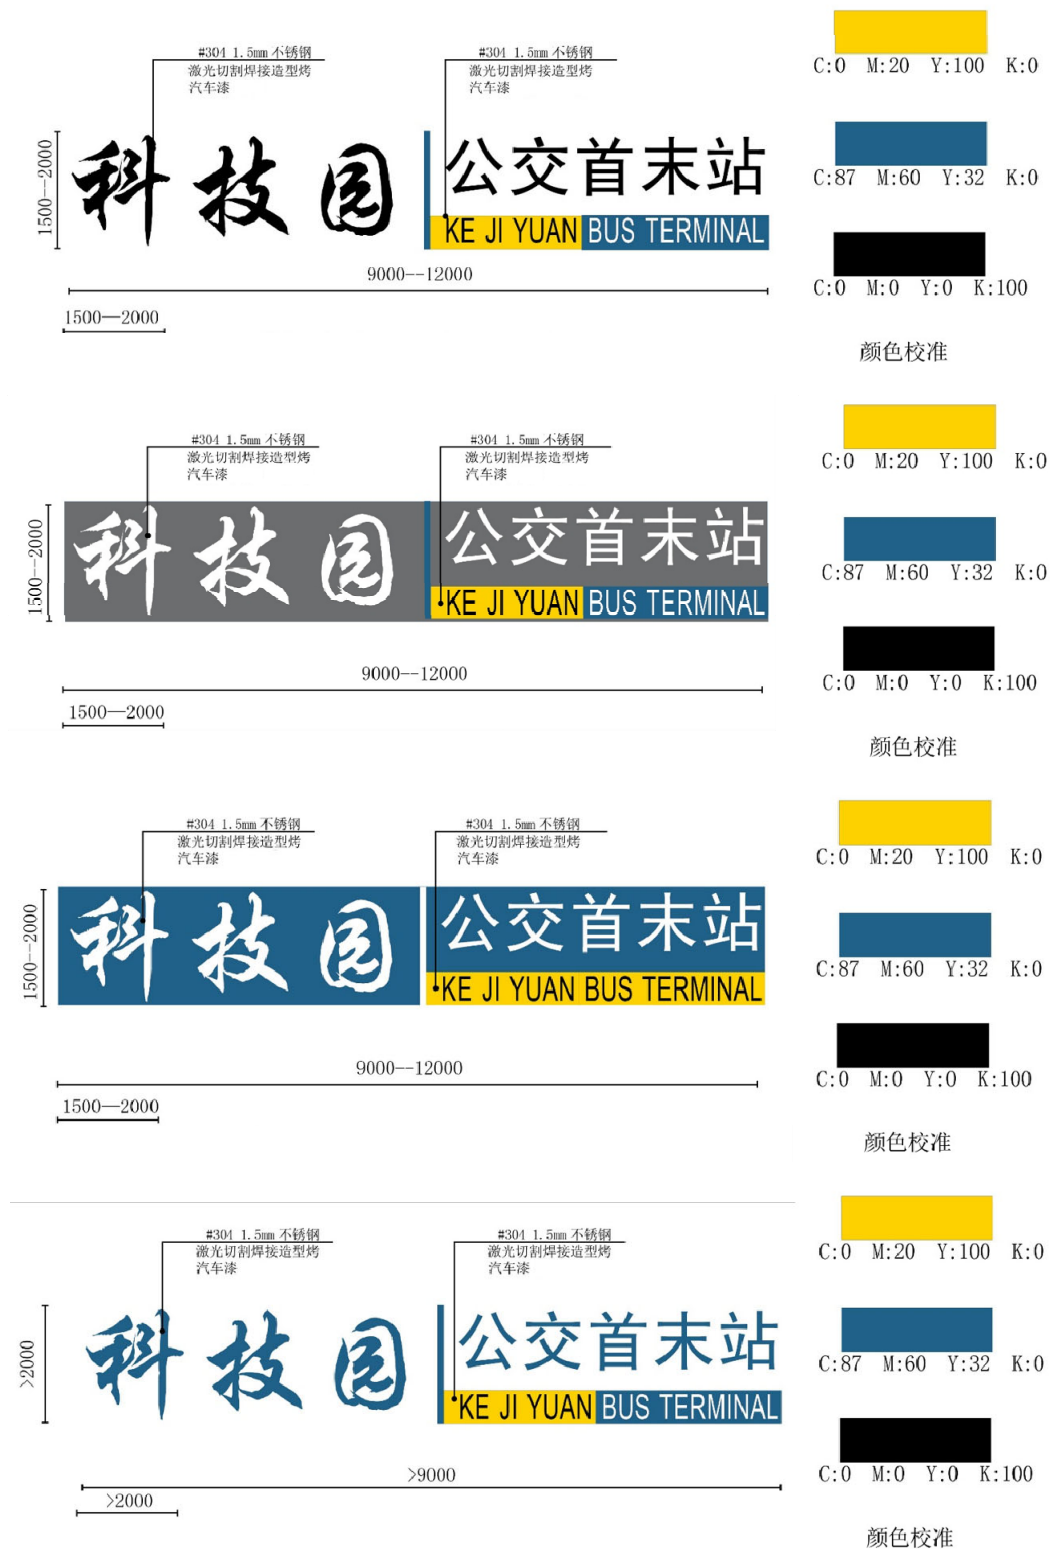 #304 1.5mm 不锈钢
激光切割焊接造型烤
汽车漆
#304 1.5mm 不锈钢
激光切割焊接造型烤
汽车漆
1500--2000
科技园
公交首末站
KE JI YUAN BUS TERMINAL
9000--12000
1500—2000
C:0 M:20 Y:100 K:0
C:87 M:60 Y:32 K:0
C:0 M:0 Y:0 K:100
颜色校准
#304 1.5mm 不锈钢
激光切割焊接造型烤
汽车漆
#304 1.5mm 不锈钢
激光切割焊接造型烤
汽车漆
1500--2000
科技园
公交首末站
KE JI YUAN BUS TERMINAL
9000--12000
1500—2000
C:0 M:20 Y:100 K:0
C:87 M:60 Y:32 K:0
C:0 M:0 Y:0 K:100
颜色校准
#304 1.5mm 不锈钢
激光切割焊接造型烤
汽车漆
#304 1.5mm 不锈钢
激光切割焊接造型烤
汽车漆
1500--2000
科技园
公交首末站
KE JI YUAN BUS TERMINAL
9000--12000
1500—2000
C:0 M:20 Y:100 K:0
C:87 M:60 Y:32 K:0
C:0 M:0 Y:0 K:100
颜色校准
#304 1.5mm 不锈钢
激光切割焊接造型烤
汽车漆
#304 1.5mm 不锈钢
激光切割焊接造型烤
汽车漆
>2000
科技园
公交首末站
KE JI YUAN BUS TERMINAL
>9000
>2000
C:0 M:20 Y:100 K:0
C:87 M:60 Y:32 K:0
C:0 M:0 Y:0 K:100
颜色校准